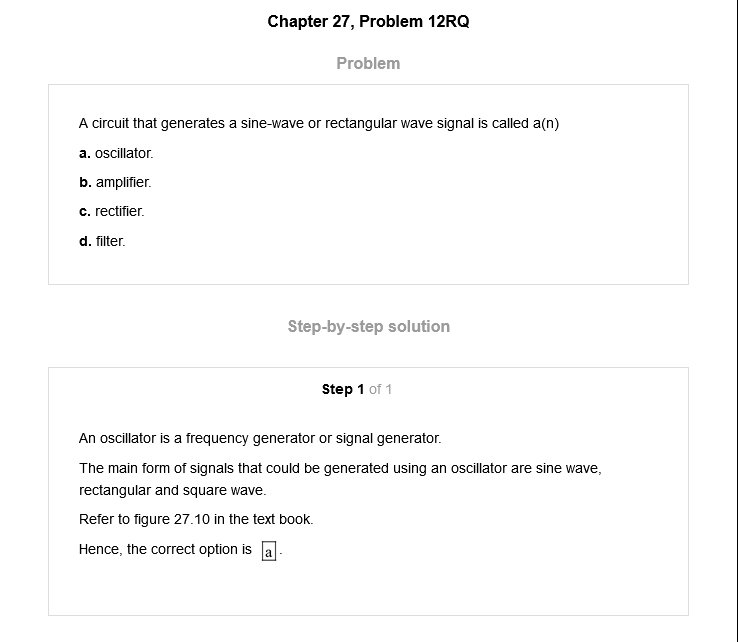 Chapter 27, Problem 12RQ
Problem
A circuit that generates a sine-wave or rectangular wave signal is called a(n)
a. oscillator.
b. amplifier.
c. rectifier.
d. filter.
Step-by-step solution
Step 1 of 1
An oscillator is a frequency generator or signal generator.
The main form of signals that could be generated using an oscillator are sine wave,
rectangular and square wave.
Refer to figure 27.10 in the text book.
Hence, the correct option is a.